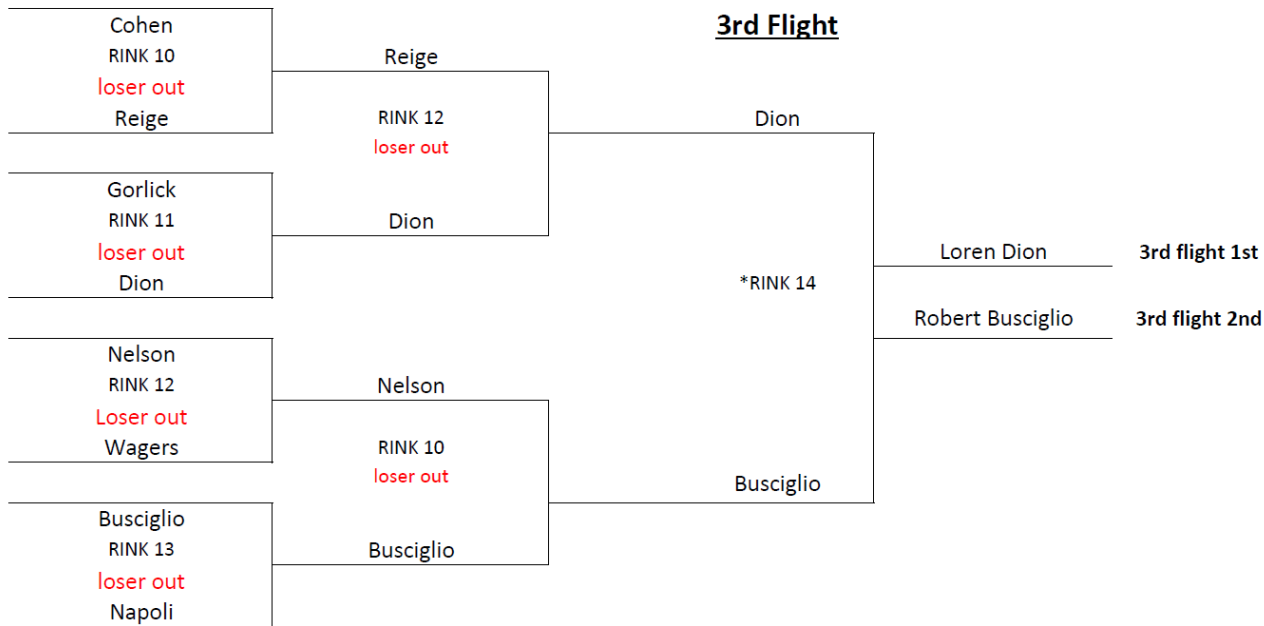 3rd Flight
Cohen
RINK 10
loser out
Reige
Gorlick
RINK 11
loser out
Dion
Nelson
RINK 12
Loser out
Wagers
Busciglio
RINK 13
loser out
Napoli
Reige
RINK 12
loser out
Dion
Nelson
RINK 10
loser out
Busciglio
Dion
*RINK 14
Busciglio
Loren Dion
3rd flight 1st
Robert Busciglio
3rd flight 2nd